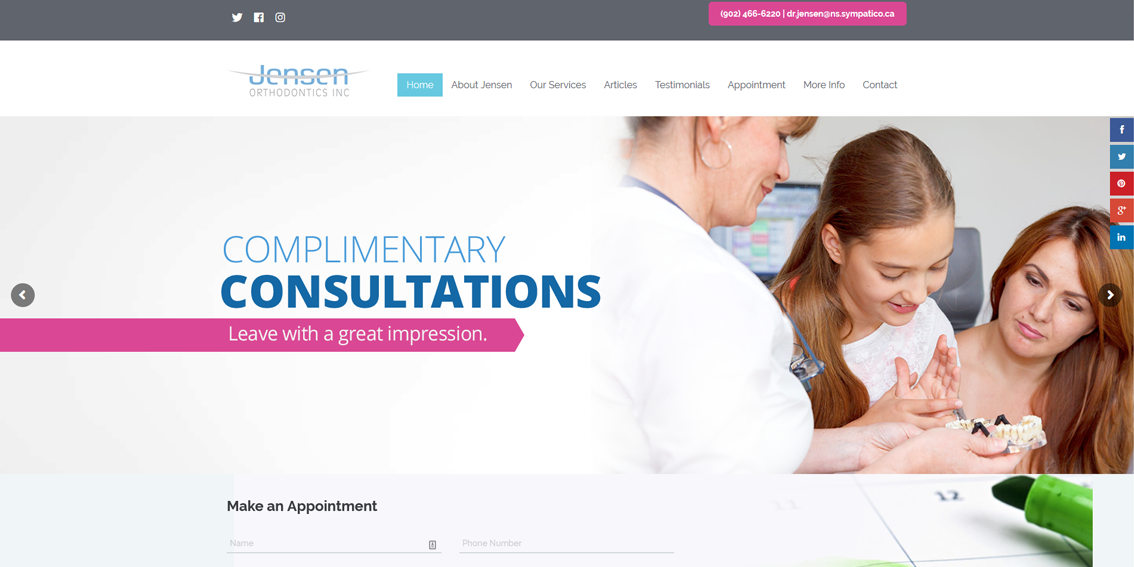 (902) 466-6220 | dr.jensen@ns.sympatico.ca
Jensen
ORTHODONTICS INC
Home About Jensen Our Services Articles Testimonials Appointment More Info Contact
COMPLIMENTARY
CONSULTATIONS
Leave with a great impression.
Make an Appointment
Name Phone Number
11 12